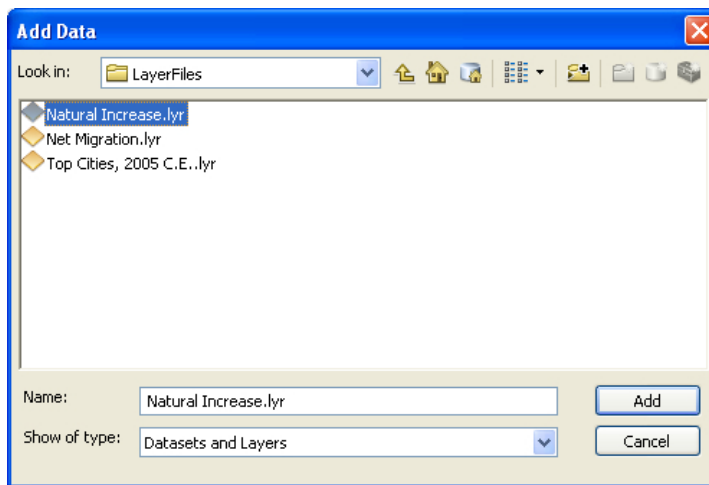 Add Data
Look in: LayerFiles
Natural Increase.lyr
Net Migration.lyr
Top Cities, 2005 C.E..lyr
Name: Natural Increase.lyr Add
Show of type: Datasets and Layers Cancel